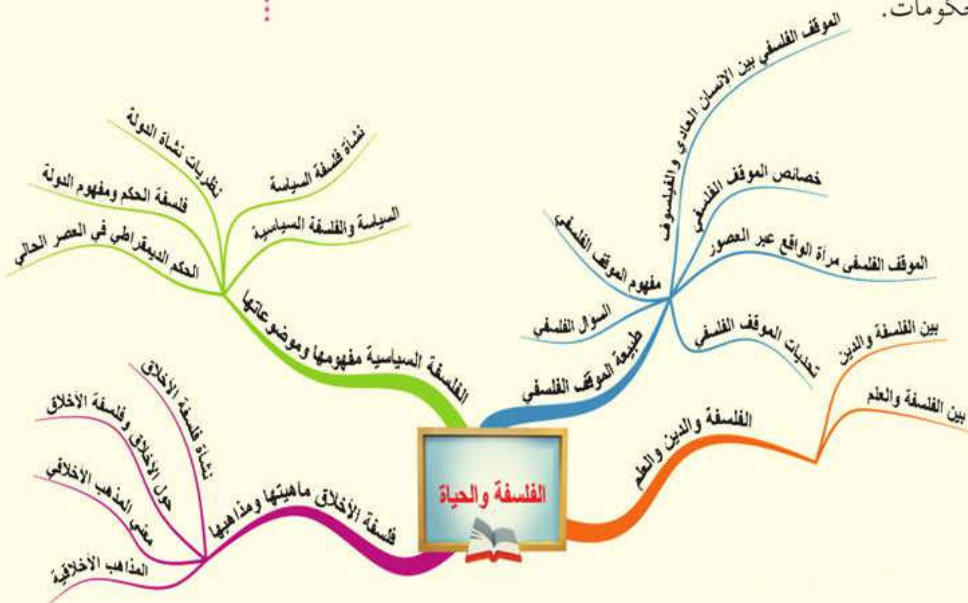 حكومات.
الفلسفة والحياة
طبيعة الموقف الفلسفي
الموقف الفلسفي بين الإنسان العادي والفيلسوف
خصائص الموقف الفلسفي
الموقف الفلسفى مرآة الواقع عبر العصور
تحديات الموقف الفلسفي
مفهوم الموقف الفلسفي
السؤال الفلسفي
الفلسفة والدين والعلم
بين الفلسفة والدين
بين الفلسفة والعلم
الفلسفة السياسية مفهومها وموضوعاتها
نشأة فلسفة السياسة
السياسة والفلسفة السياسية
نظريات نشأة الدولة
فلسفة الحكم ومفهوم الدولة
الحكم الديمقراطي في العصر الحالي
فلسفة الأخلاق ماهيتها ومذاهبها
نشأة فلسفة الأخلاق
حول الأخلاق وفلسفة الأخلاق
معني المذهب الأخلاقي
المذاهب الأخلاقية